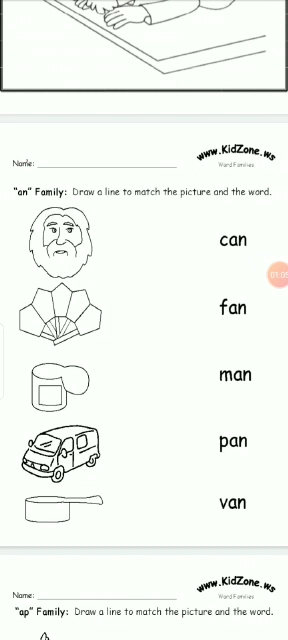 www.KidZone.ws
Name:
Word Families
"an" Family: Draw a line to match the picture and the word.
can
01:05
fan
man
pan
van
www.KidZone.ws
Name:
Word Families
"ap" Family: Draw a line to match the picture and the word.